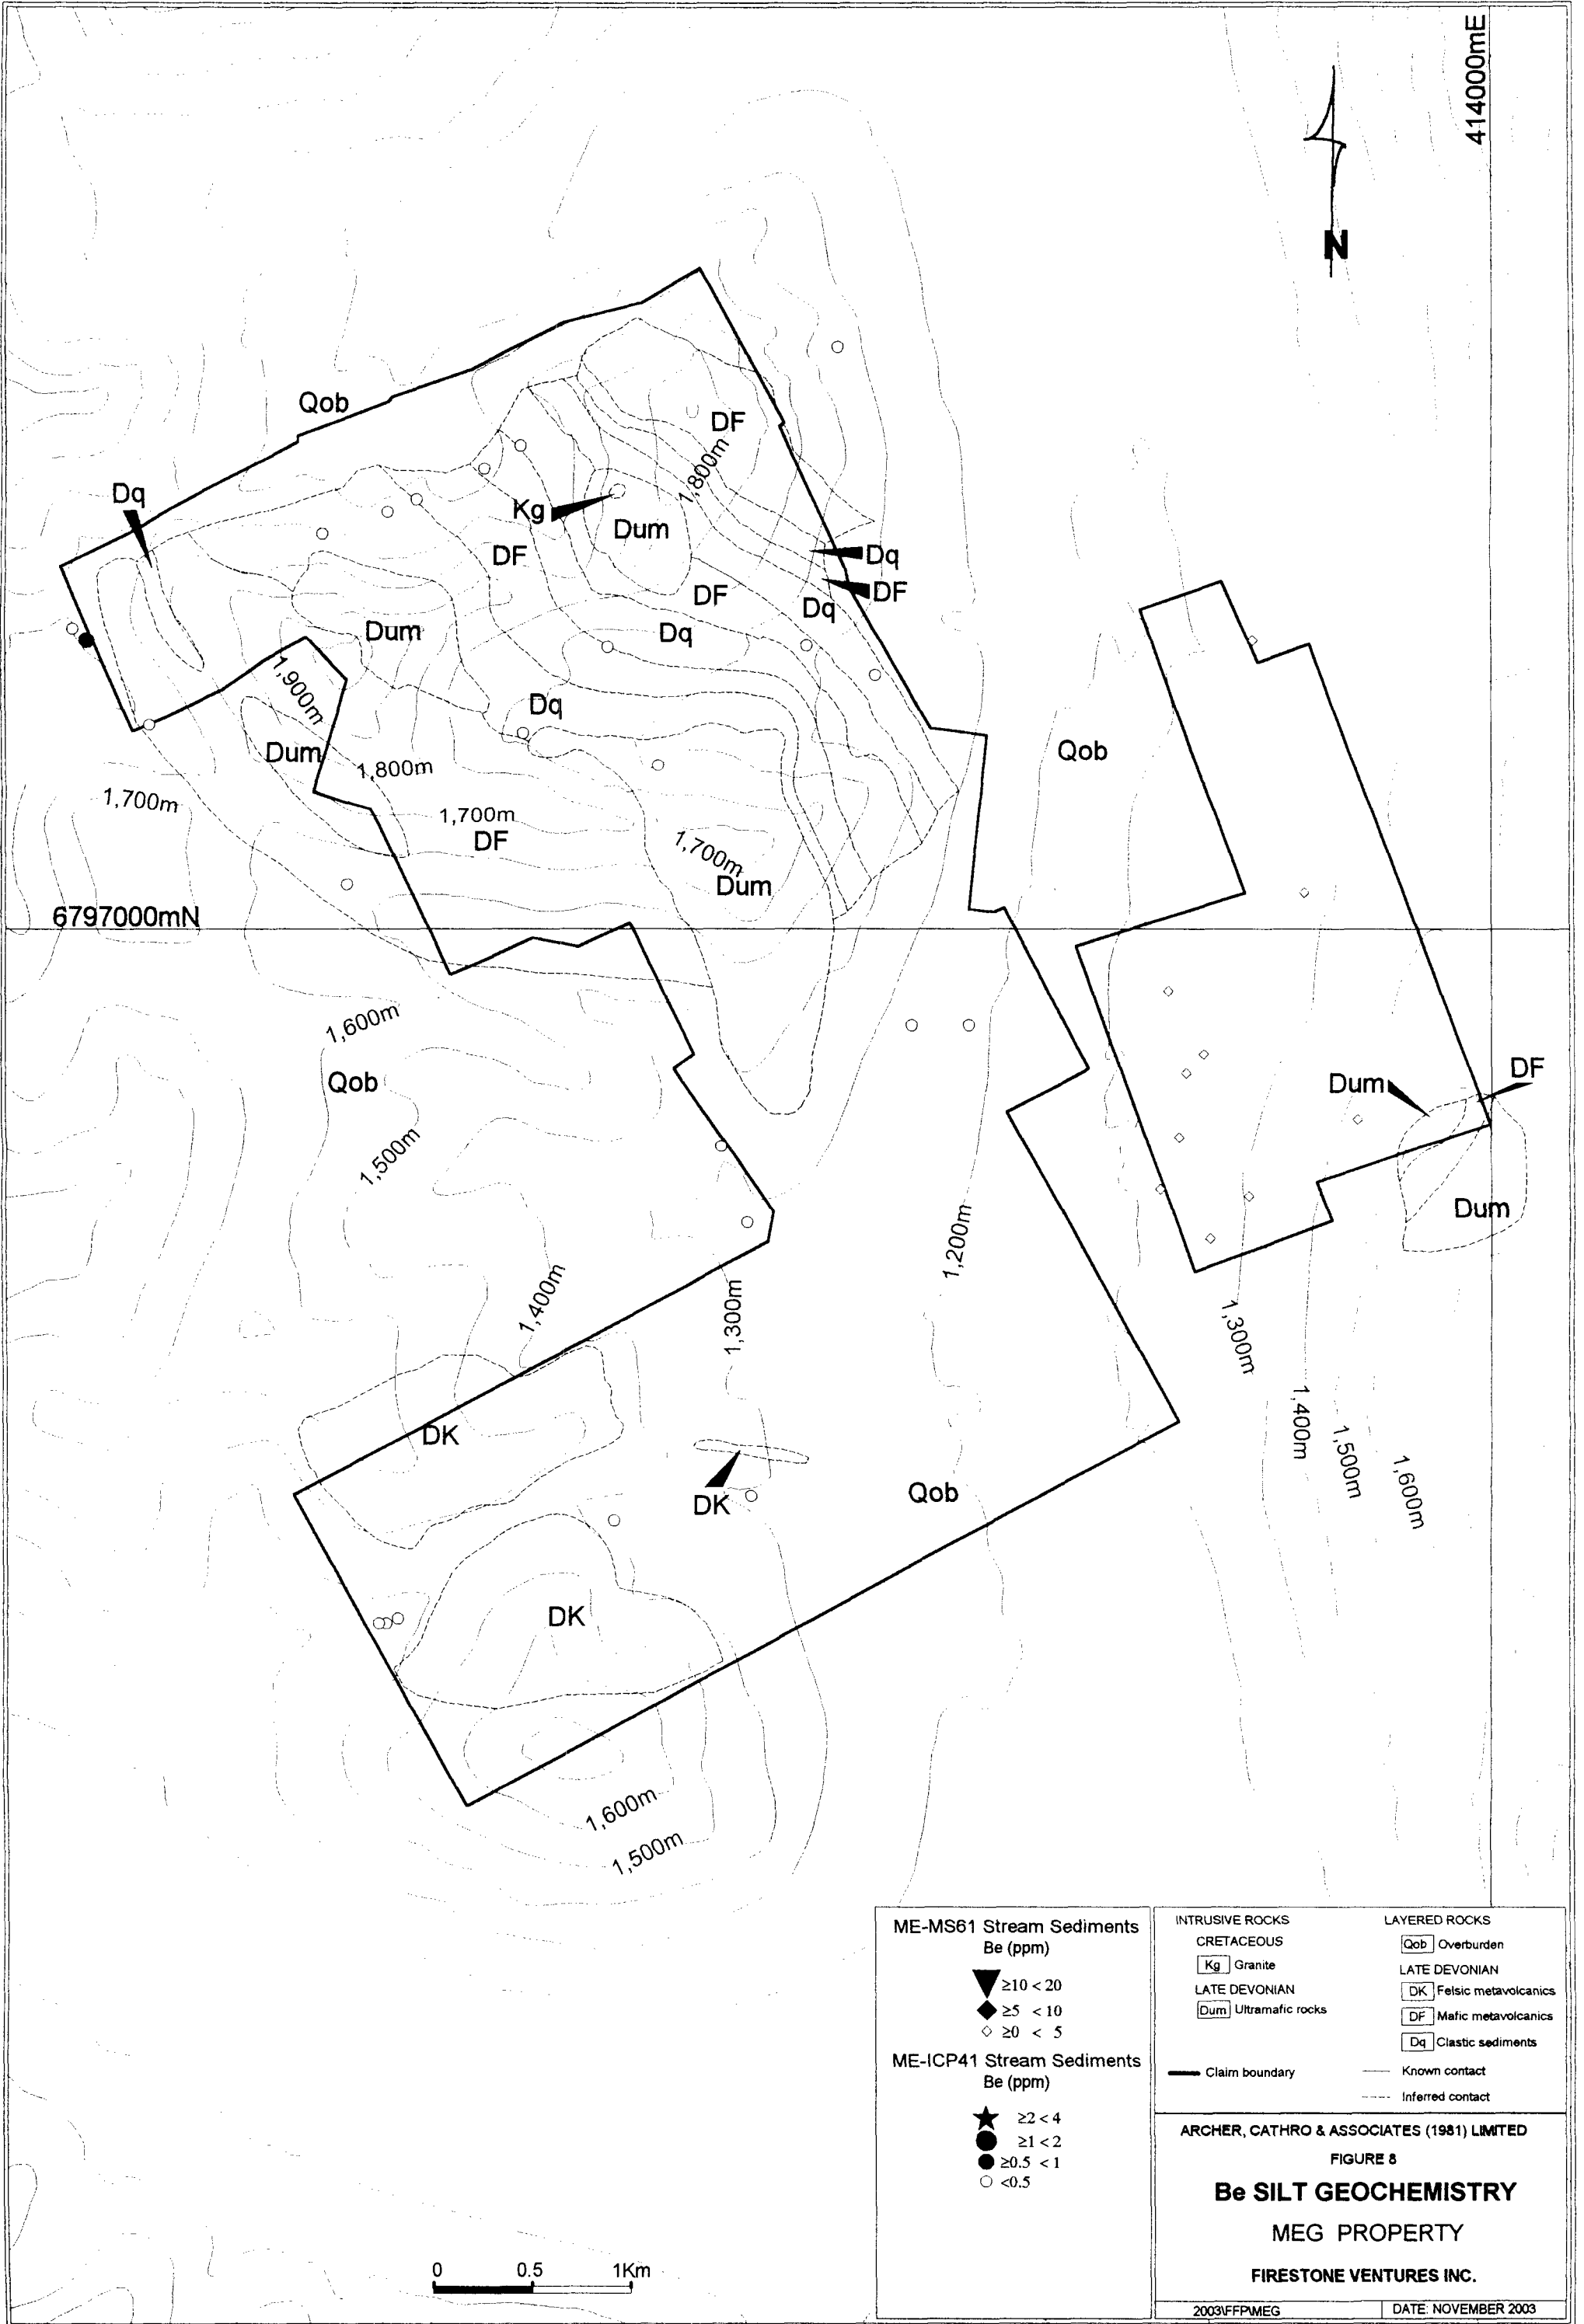 414000mE
N
Qob
DF
1,800m
Dq
Kg
Dum
DF
Dq
DF
DF
Dq
Dum
Dq
1,900m
Dq
Qob
Dum
1,800m
1,700m
1,700m
DF
1,700m
Dum
6797000mN
1,600m
Qob
DF
Dum
1,500m
Dum
1,200m
1,400m
1,300m
1,300m
1,400m
1,500m
1,600m
DK
DK
Qob
DK
1,600m
1,500m
ME-MS61 Stream Sediments
Be (ppm)
≥10 < 20
≥5 < 10
≥0 < 5
ME-ICP41 Stream Sediments
Be (ppm)
≥2 < 4
≥1 < 2
≥0.5 < 1
<0.5
INTRUSIVE ROCKS
CRETACEOUS
Kg Granite
LATE DEVONIAN
Dum Ultramafic rocks
LAYERED ROCKS
Qob Overburden
LATE DEVONIAN
DK Felsic metavolcanics
DF Mafic metavolcanics
Dq Clastic sediments
Claim boundary
Known contact
Inferred contact
ARCHER, CATHRO & ASSOCIATES (1981) LIMITED
FIGURE 8
Be SILT GEOCHEMISTRY
MEG PROPERTY
FIRESTONE VENTURES INC.
2003\FFP\MEG
DATE: NOVEMBER 2003
0 0.5 1Km